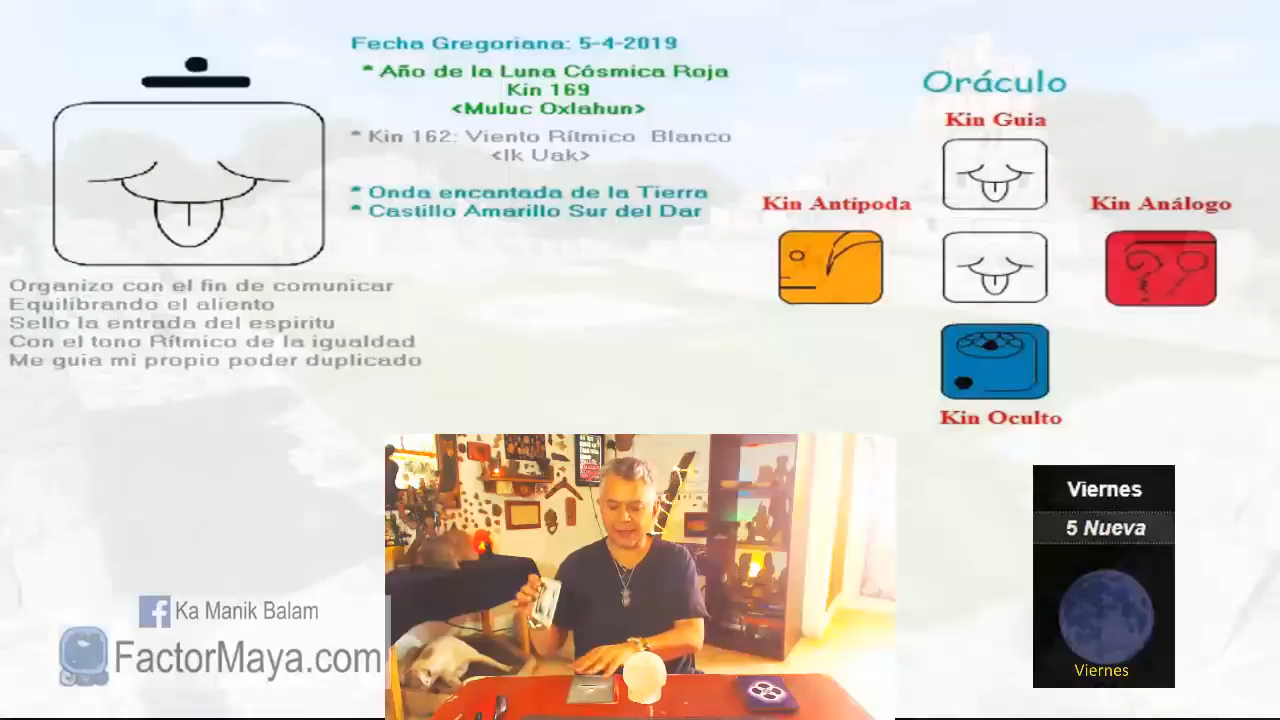 Fecha Gregoriana: 5-4-2019
* Año de la Luna Cósmica Roja
Kin 169
<Muluc Oxlahun>
* Kin 162: Viento Rítmico Blanco
<Ik Uak>
* Onda encantada de la Tierra
* Castillo Amarillo Sur del Dar
Organizo con el fin de comunicar
Equilibrando el aliento
Sello la entrada del espiritu
Con el tono Rítmico de la igualdad
Me guia mi propio poder duplicado
Oráculo
Kin Guia
Kin Antípoda
Kin Análogo
Kin Oculto
Viernes
5 Nueva
Viernes
Ka Manik Balam
FactorMaya.com